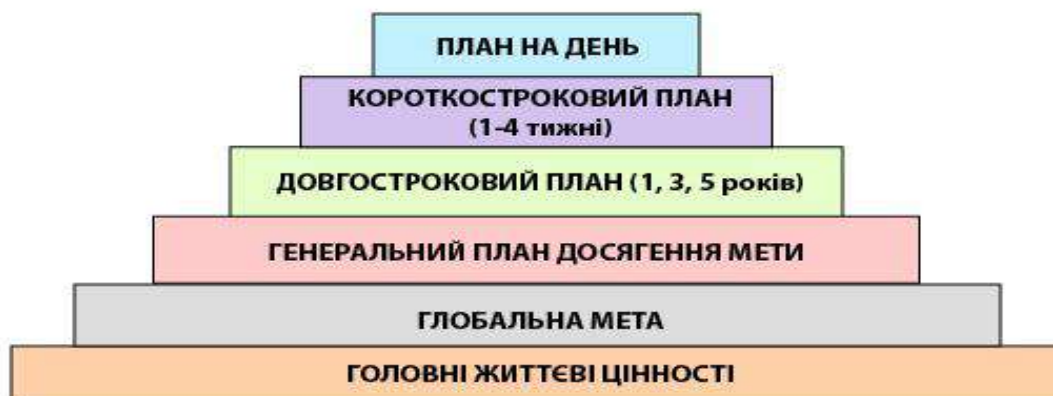 ПЛАН НА ДЕНЬ
КОРОТКОСТРОКОВИЙ ПЛАН
(1–4 тижні)
ДОВГОСТРОКОВИЙ ПЛАН (1, 3, 5 років)
ГЕНЕРАЛЬНИЙ ПЛАН ДОСЯГЕННЯ МЕТИ
ГЛОБАЛЬНА МЕТА
ГОЛОВНІ ЖИТТЄВІ ЦІННОСТІ